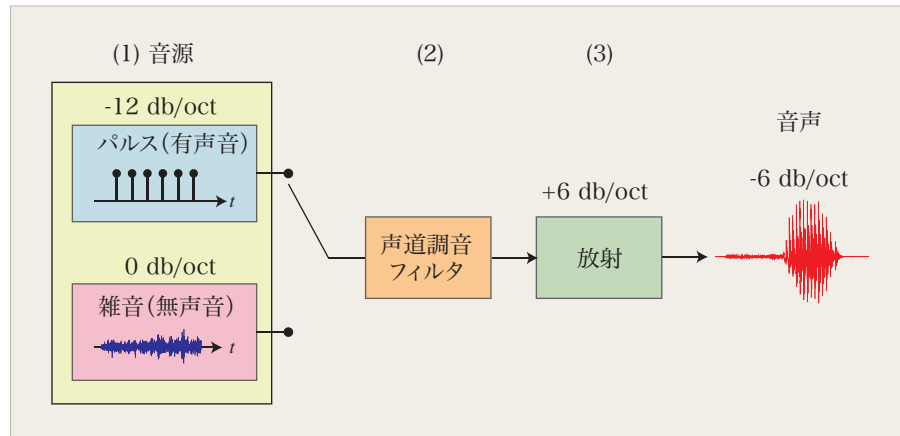 (1) 音源
(2)
(3)
-12 db/oct
パルス(有声音)
t
0 db/oct
雑音(無声音)
t
声道調音
フィルタ
+6 db/oct
放射
音声
-6 db/oct